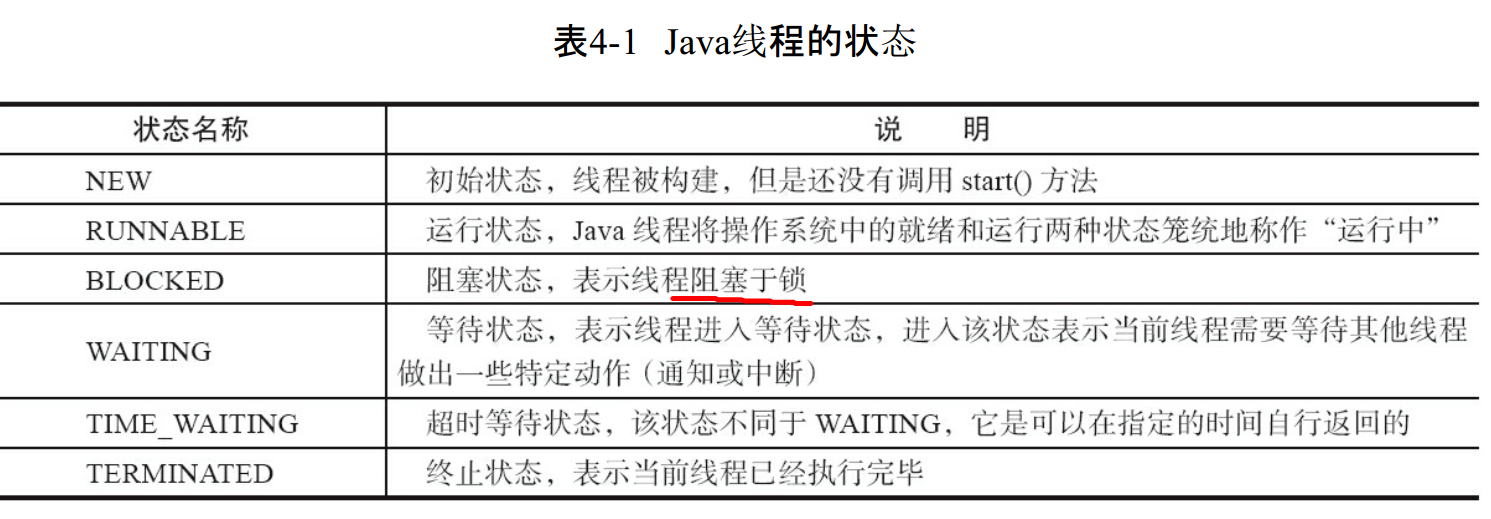 表4-1 Java线程的状态
状态名称 说 明
NEW 初始状态，线程被构建，但是还没有调用 start() 方法
RUNNABLE 运行状态，Java 线程将操作系统中的就绪和运行两种状态笼统地称作“运行中”
BLOCKED 阻塞状态，表示线程阻塞于锁
WAITING 等待状态，表示线程进入等待状态，进入该状态表示当前线程需要等待其他线程
做出一些特定动作（通知或中断）
TIME_WAITING 超时等待状态，该状态不同于 WAITING，它是可以在指定的时间自行返回的
TERMINATED 终止状态，表示当前线程已经执行完毕